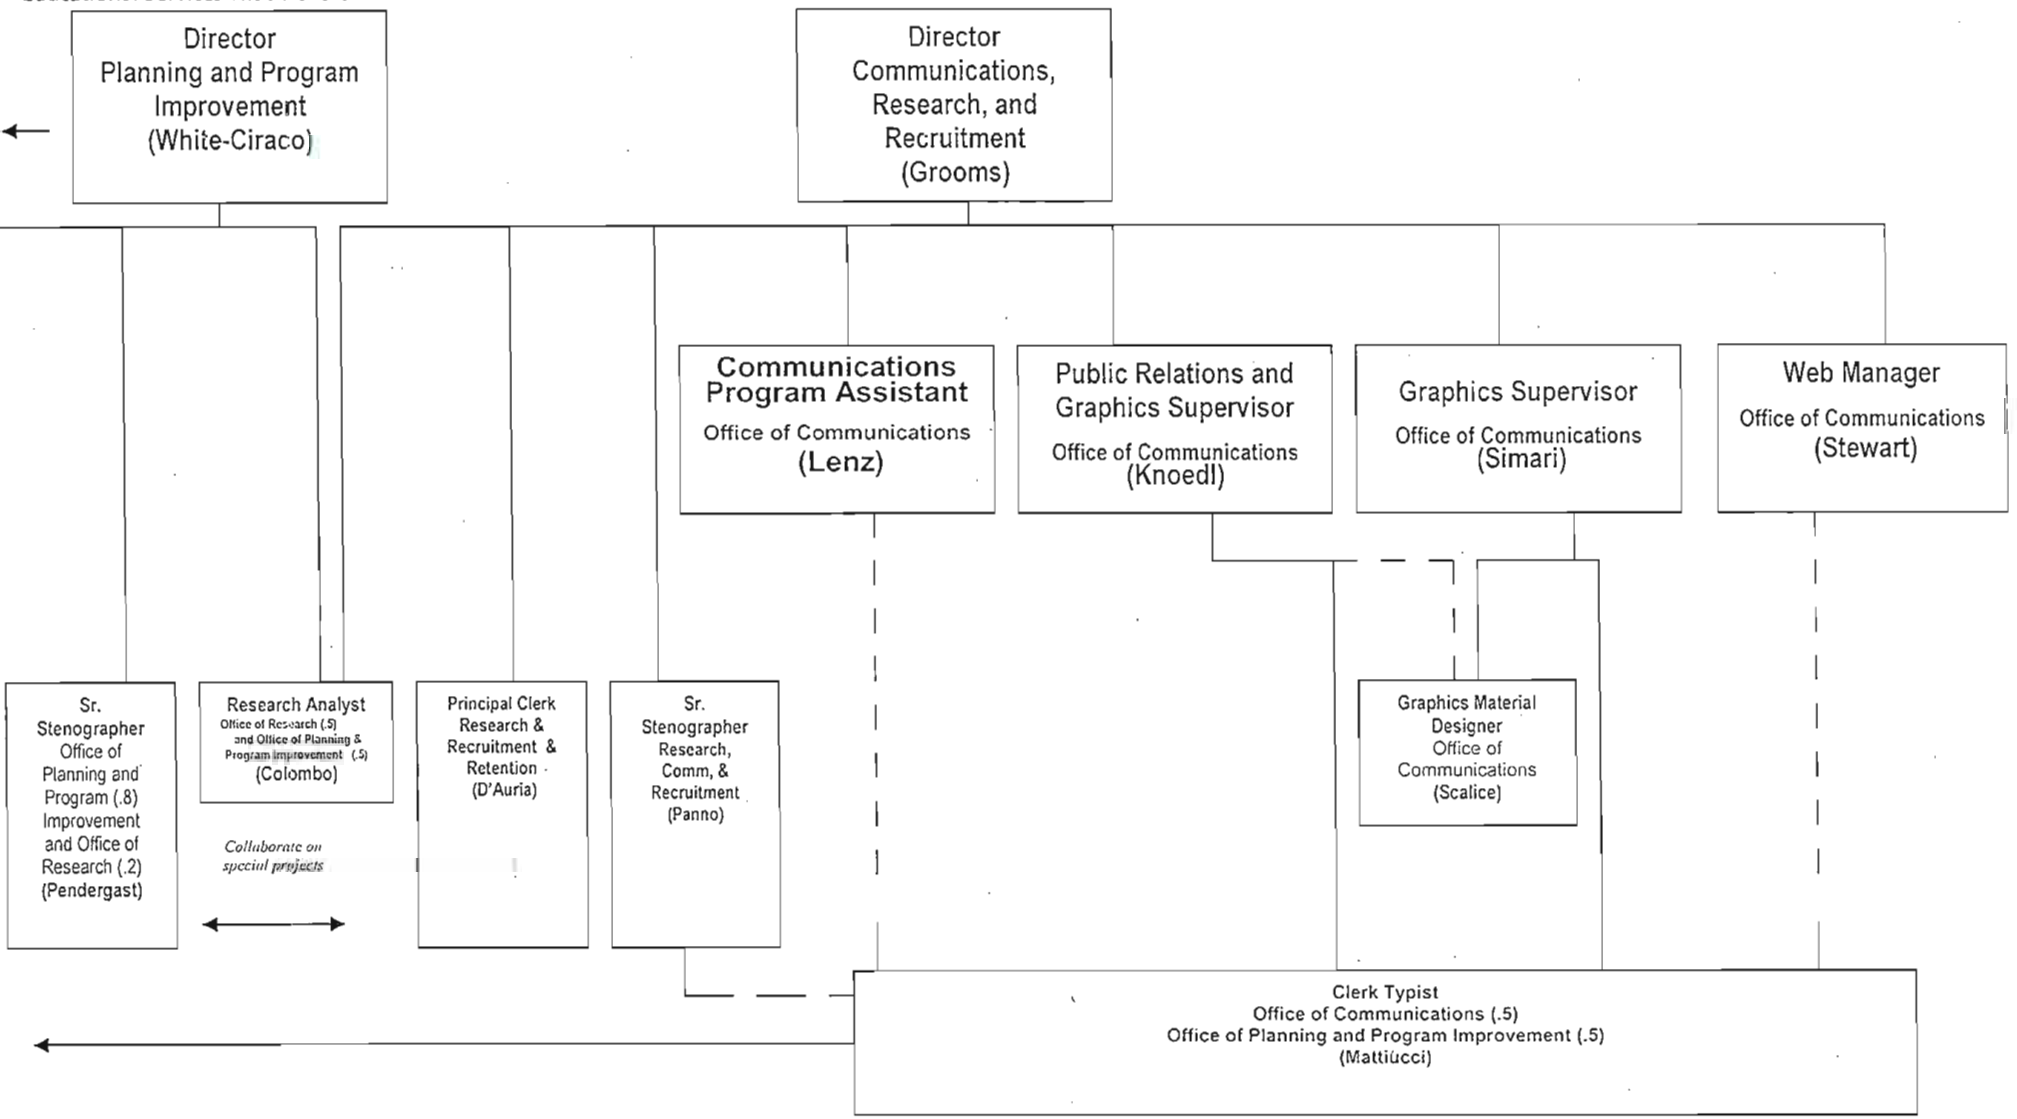 Director
Planning and Program
Improvement
(White-Ciraco)
Director
Communications,
Research, and
Recruitment
(Grooms)
Communications
Program Assistant
Office of Communications
(Lenz)
Public Relations and
Graphics Supervisor
Office of Communications
(Knoedl)
Graphics Supervisor
Office of Communications
(Simari)
Web Manager
Office of Communications
(Stewart)
Sr.
Stenographer
Office of
Planning and
Program (.8)
Improvement
and Office of
Research (.2)
(Pendergast)
Research Analyst
Office of Research (.5)
and Office of Planning &
Program Improvement (.5)
(Colombo)
Collaborate on
special projects
Principal Clerk
Research &
Recruitment &
Retention
(D'Auria)
Sr.
Stenographer
Research,
Comm, &
Recruitment
(Panno)
Graphics Material
Designer
Office of
Communications
(Scalice)
Clerk Typist
Office of Communications (.5)
Office of Planning and Program Improvement (.5)
(Mattiucci)